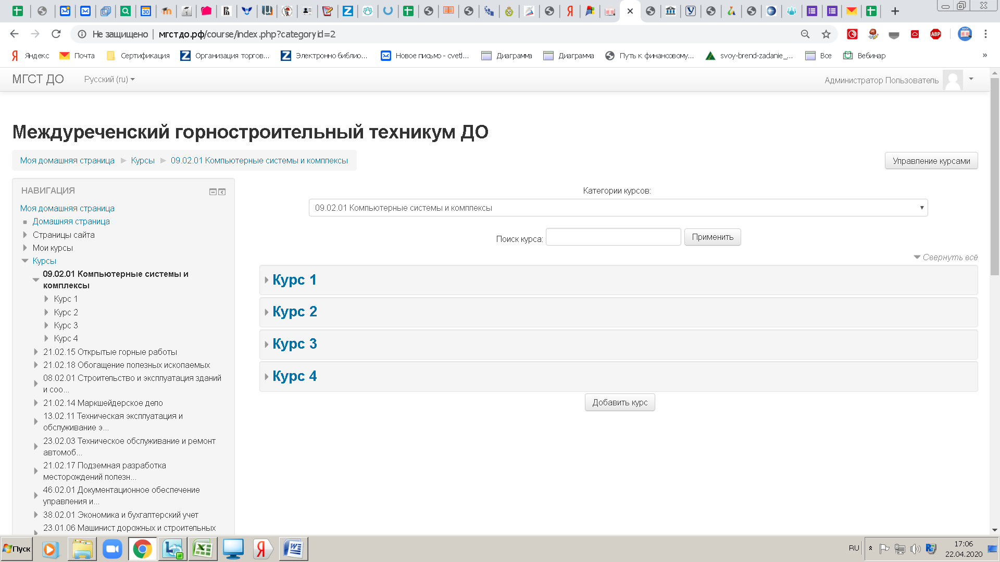 30
Не защищено | мгстдо.рф/course/index.php?categoryid=2
ABP
Яндекс
Почта
Сертификация
Организация торгов...
Электронно библио...
Новое письмо - cvetl...
Диаграмма
Диаграмма
Путь к финансовому...
svoy-brend-zadanie_...
Все
Вебинар
»
МГСТ ДО
Русский (ru)
Администратор Пользователь
Междуреченский горностроительный техникум ДО
Моя домашняя страница
Курсы
09.02.01 Компьютерные системы и комплексы
Управление курсами
НАВИГАЦИЯ
Моя домашняя страница
Домашняя страница
Страницы сайта
Мои курсы
Курсы
09.02.01 Компьютерные системы и
комплексы
Курс 1
Курс 2
Курс 3
Курс 4
21.02.15 Открытые горные работы
21.02.18 Обогащение полезных ископаемых
08.02.01 Строительство и эксплуатация зданий
и соо...
21.02.14 Маркшейдерское дело
13.02.11 Техническая эксплуатация и
обслуживание э...
23.02.03 Техническое обслуживание и ремонт
автомоб...
21.02.17 Подземная разработка
месторождений полезн...
46.02.01 Документационное обеспечение
управления и...
38.02.01 Экономика и бухгалтерский учет
23.01.06 Машинист дорожных и строительных
Категории курсов:
09.02.01 Компьютерные системы и комплексы
Поиск курса:
Применить
Свернуть всё
Курс 1
Курс 2
Курс 3
Курс 4
Добавить курс
Пуск
RU
17:06
22.04.2020